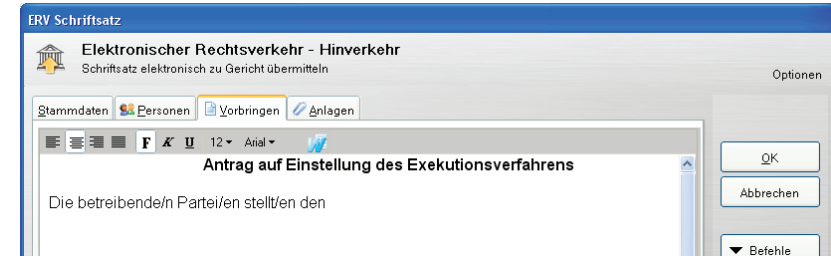 ERV Schriftsatz
Elektronischer Rechtsverkehr - Hinverkehr
Schriftsatz elektronisch zu Gericht übermitteln
Optionen
Stammdaten Personen Vorbringen Anlagen
F K U 12 Arial
Antrag auf Einstellung des Exekutionsverfahrens
Die betreibende/n Partei/en stellt/en den
OK
Abbrechen
Befehle